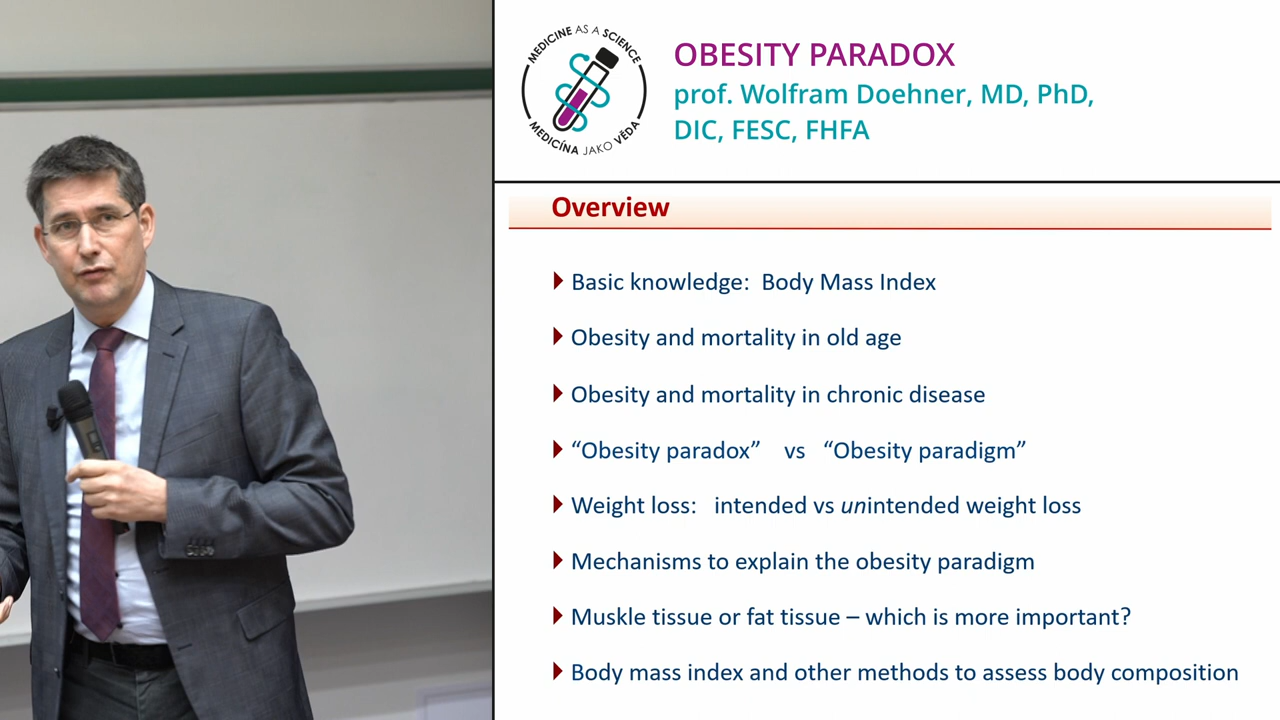 MEDICINE AS A SCIENCE
MEDICÍNA JAKO VĚDA
OBESITY PARADOX
prof. Wolfram Doehner, MD, PhD,
DIC, FESC, FHFA
Overview
Basic knowledge: Body Mass Index
Obesity and mortality in old age
Obesity and mortality in chronic disease
“Obesity paradox” vs “Obesity paradigm”
Weight loss: intended vs unintended weight loss
Mechanisms to explain the obesity paradigm
Muskle tissue or fat tissue – which is more important?
Body mass index and other methods to assess body composition